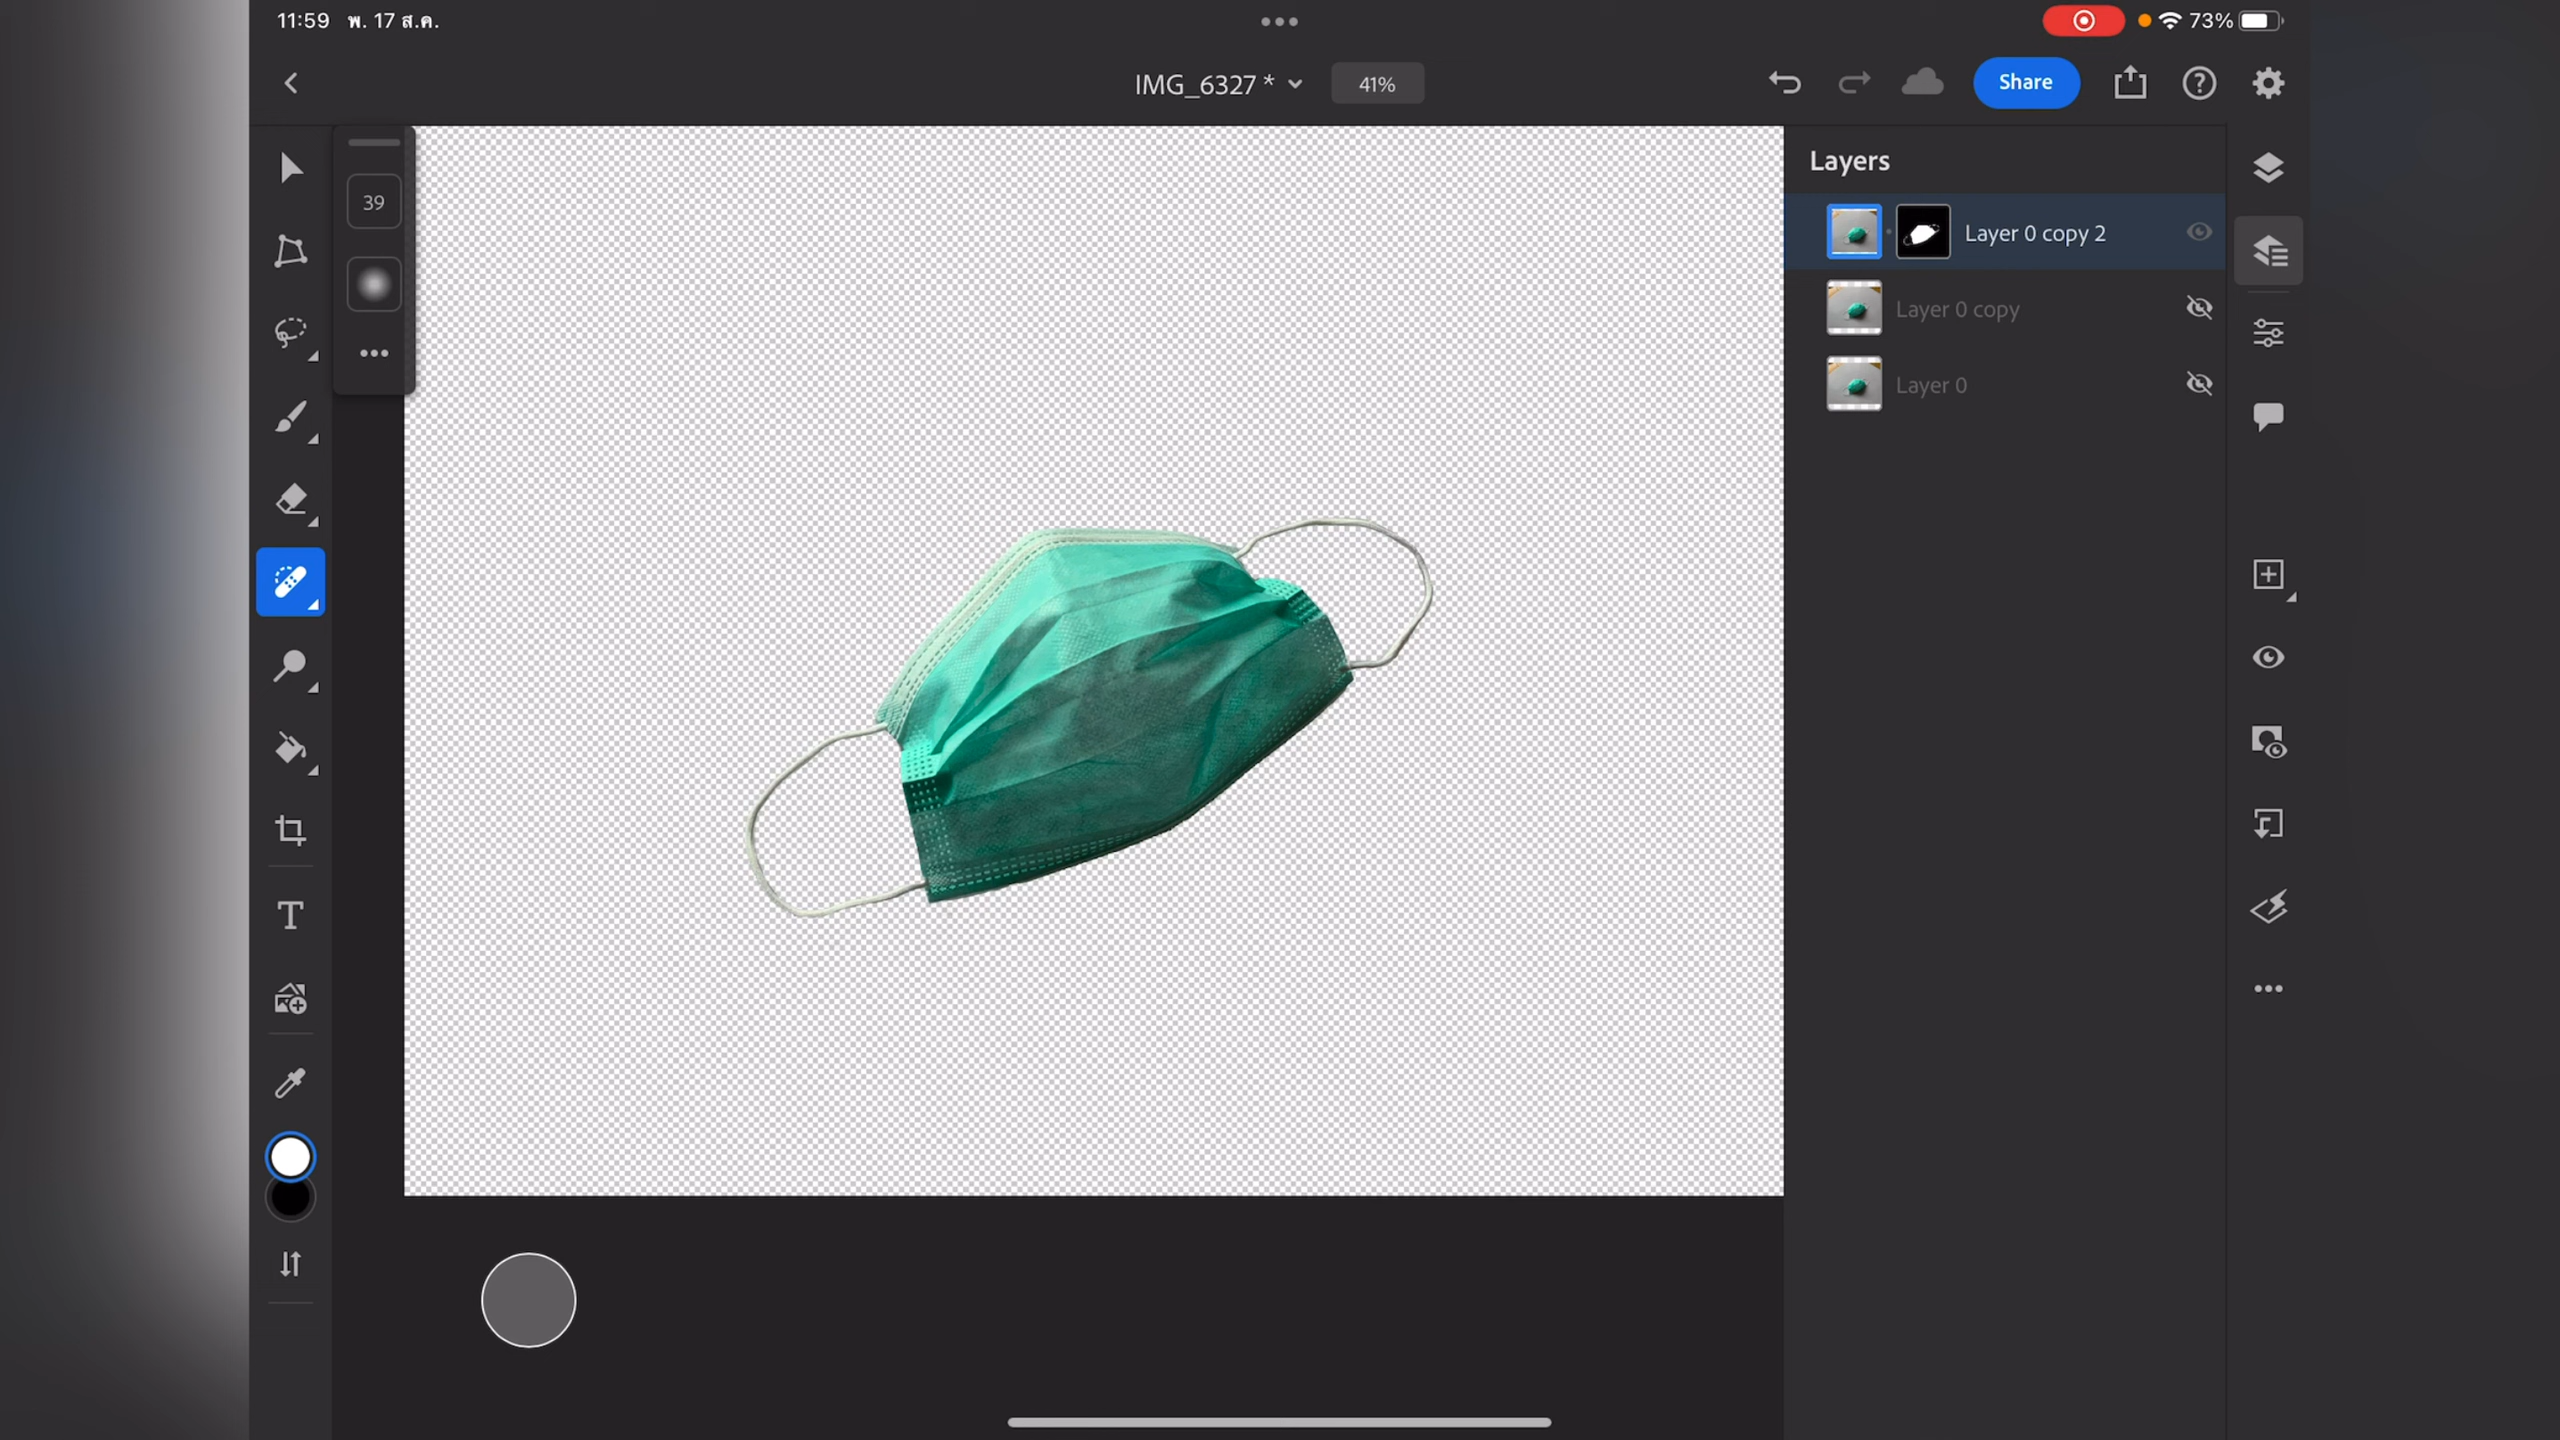 11:59 พ. 17 ส.ค.
73%
IMG_6327 *
41%
Share
39
Layers
Layer 0 copy 2
Layer 0 copy
Layer 0